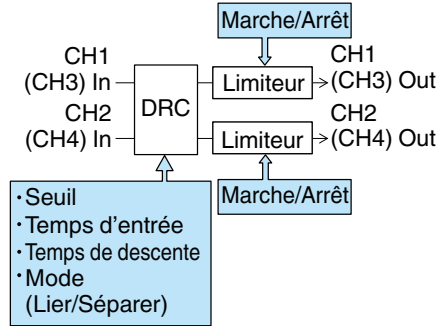 Marche/Arrêt
CH1
(CH3) In
DRC
Limiteur
CH1
(CH3) Out
CH2
(CH4) In
Limiteur
CH2
(CH4) Out
Marche/Arrêt
· Seuil
· Temps d'entrée
· Temps de descente
· Mode
(Lier/Séparer)